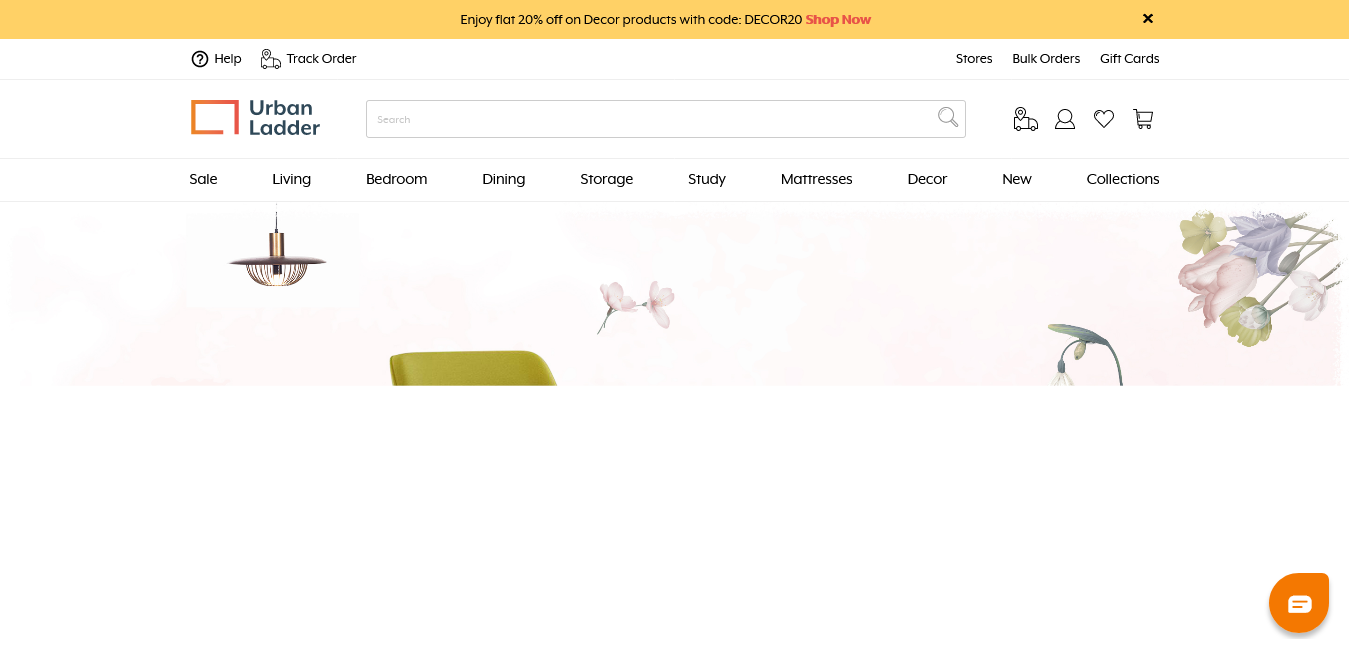 Enjoy flat 20% off on Decor products with code: DECOR20 Shop Now
Help
Track Order
Stores
Bulk Orders
Gift Cards
Urban
Ladder
Search
Sale
Living
Bedroom
Dining
Storage
Study
Mattresses
Decor
New
Collections